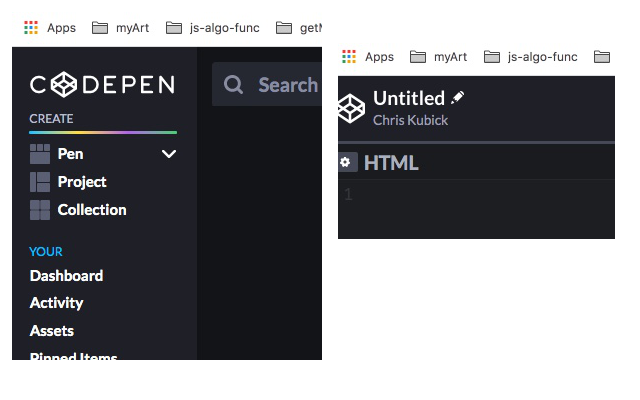 Apps myArt js-algo-func getM
CODEPEN
Search
CREATE
Pen
Project
Collection
YOUR
Dashboard
Activity
Assets
Pinned Items
Apps myArt js-algo-func
Untitled
Chris Kubick
HTML
1